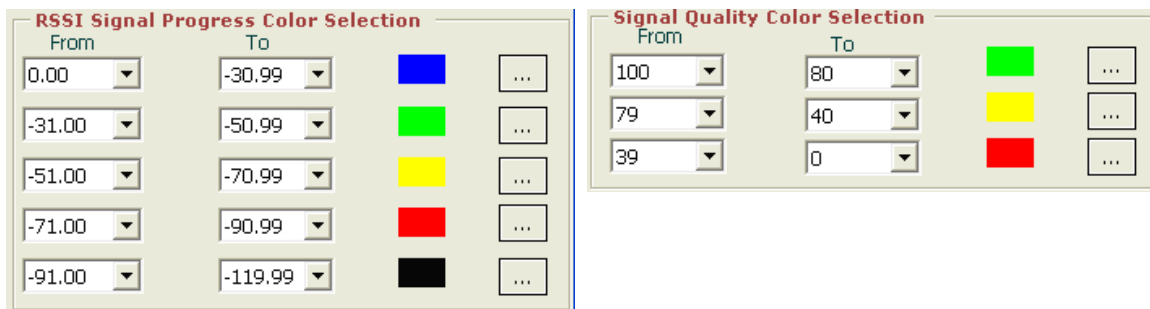 RSSI Signal Progress Color Selection
From To
0.00 -30.99 ...
-31.00 -50.99 ...
-51.00 -70.99 ...
-71.00 -90.99 ...
-91.00 -119.99 ...
Signal Quality Color Selection
From To
100 80 ...
79 40 ...
39 0 ...